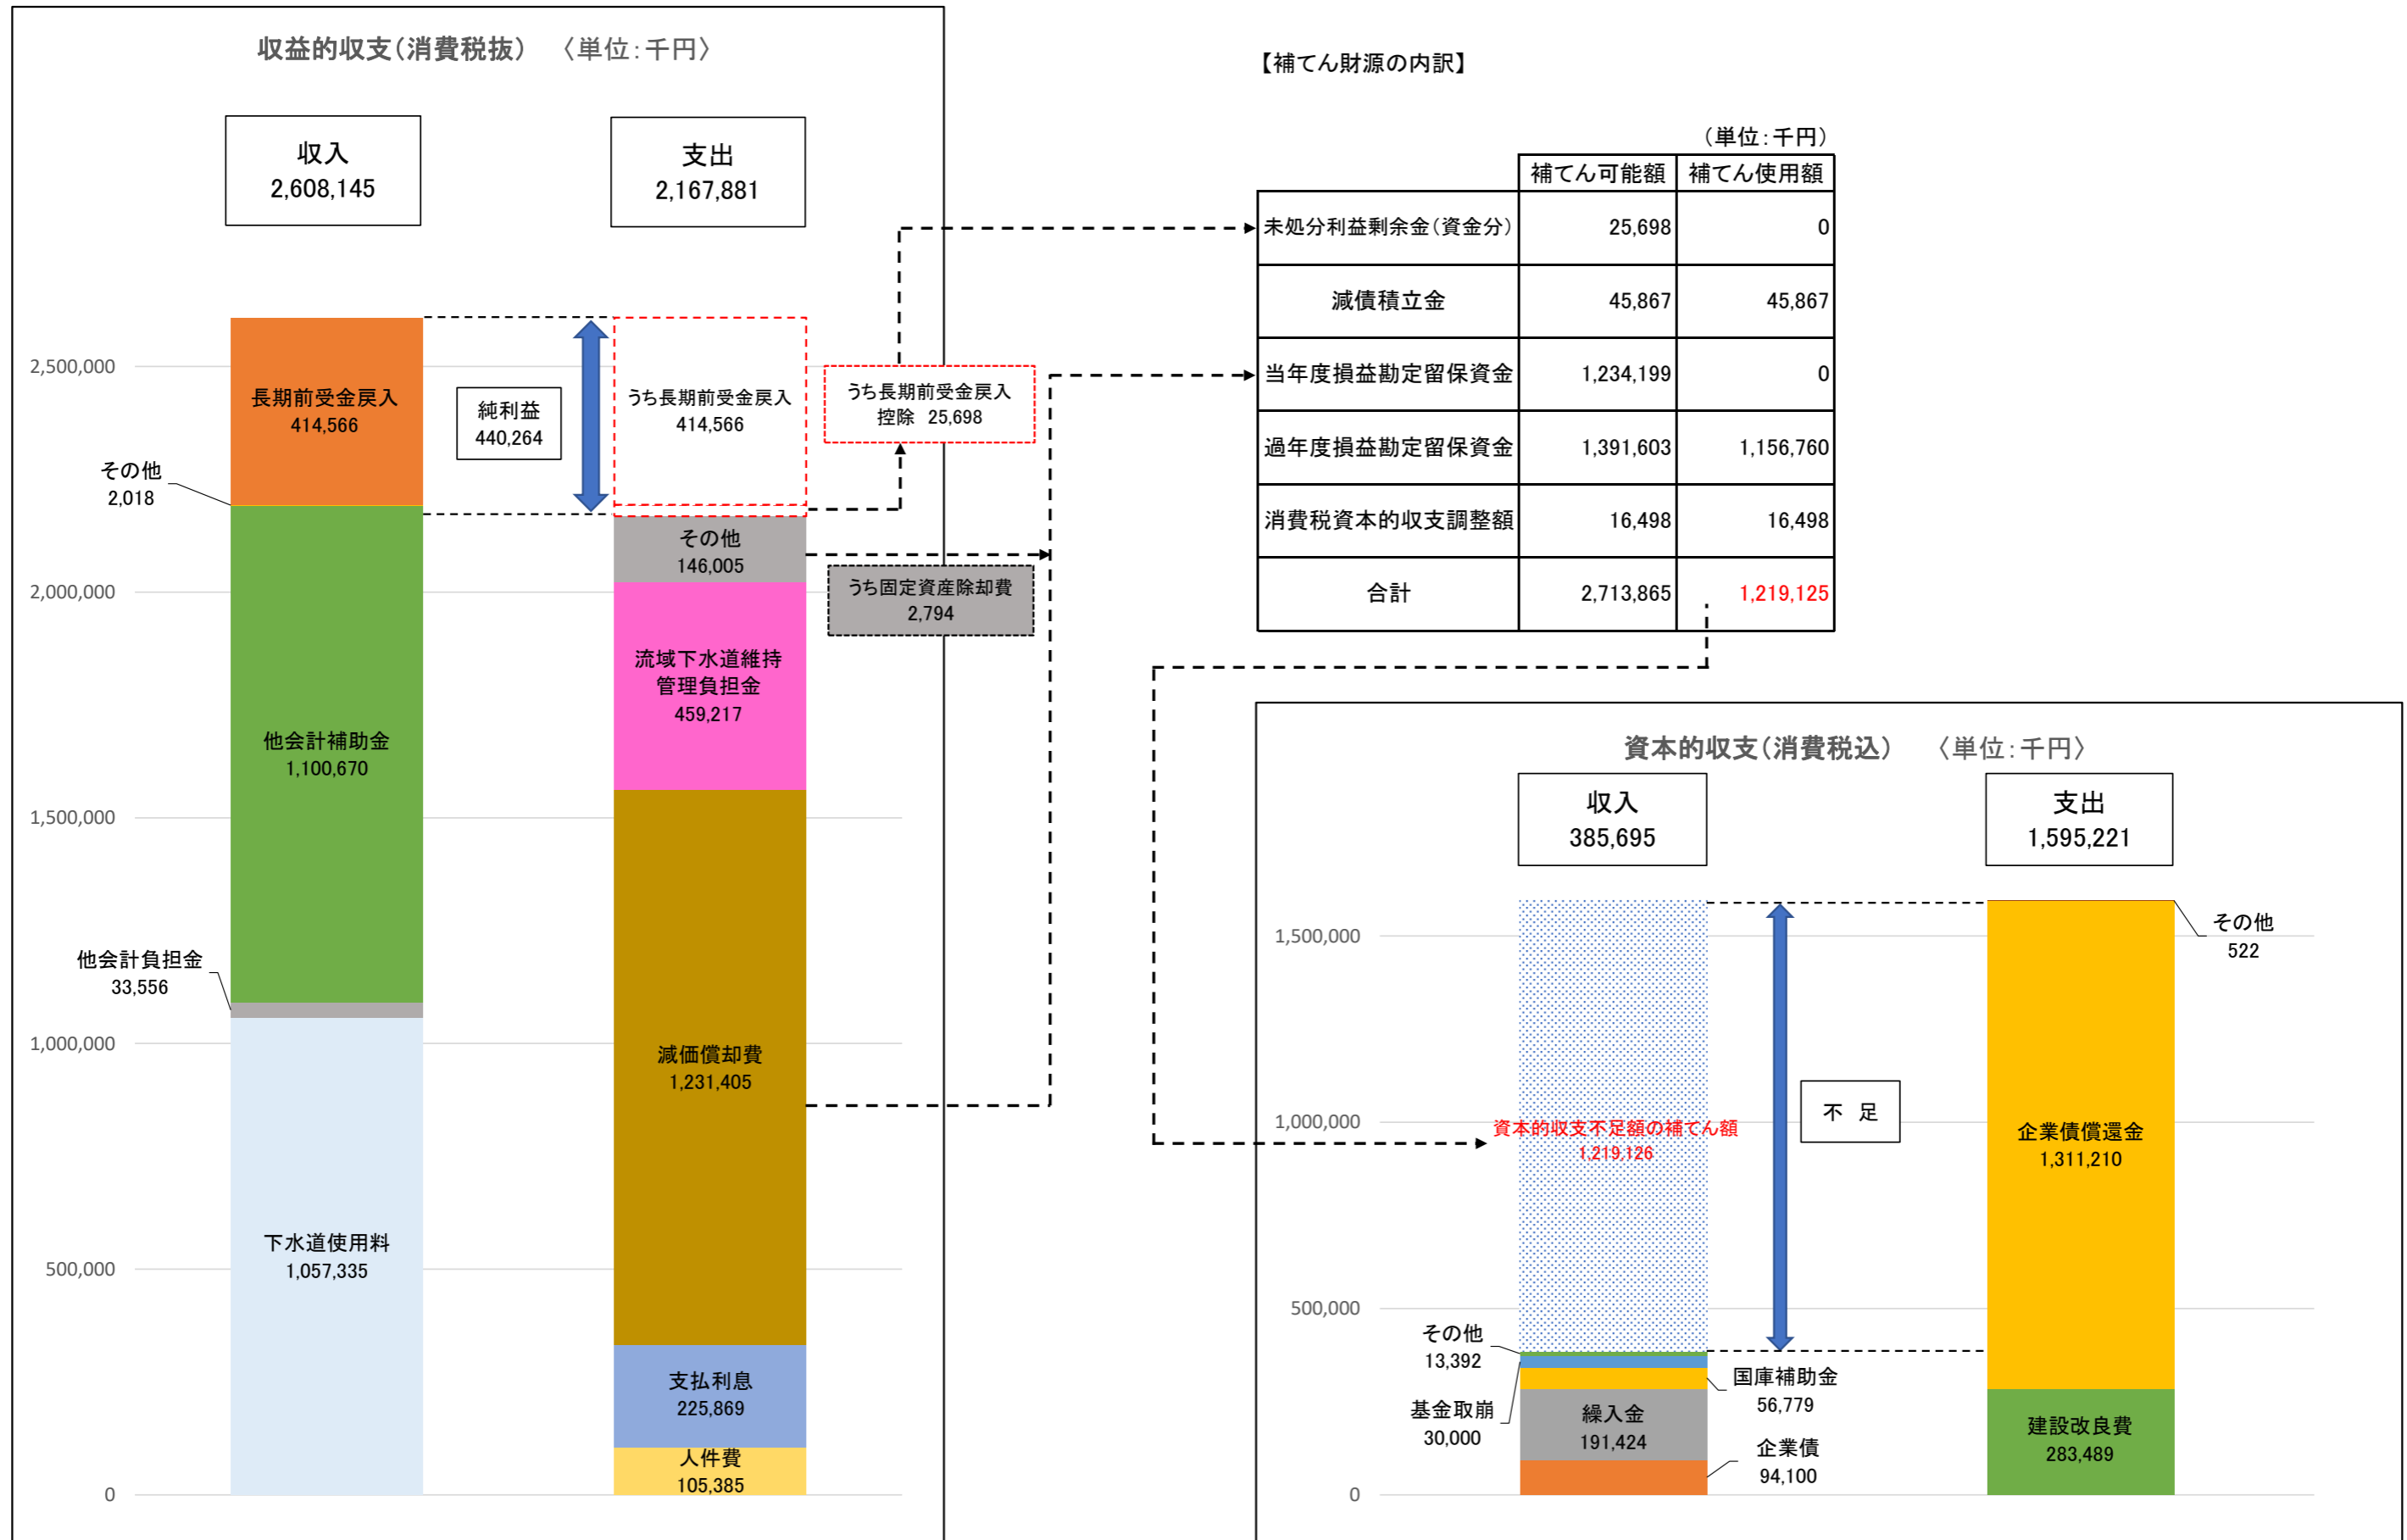 収益的収支（消費税抜） 〈単位：千円〉
収入
2,608,145
支出
2,167,881
2,500,000
2,000,000
1,500,000
1,000,000
500,000
0
長期前受金戻入
414,566
その他
2,018
他会計補助金
1,100,670
他会計負担金
33,556
下水道使用料
1,057,335
純利益
440,264
うち長期前受金戻入
414,566
その他
146,005
流域下水道維持
管理負担金
459,217
減価償却費
1,231,405
支払利息
225,869
人件費
105,385
うち長期前受金戻入
控除 25,698
うち固定資産除却費
2,794
【補てん財源の内訳】
（単位：千円）
補てん可能額 補てん使用額
未処分利益剰余金（資金分） 25,698 0
減債積立金 45,867 45,867
当年度損益勘定留保資金 1,234,199 0
過年度損益勘定留保資金 1,391,603 1,156,760
消費税資本的収支調整額 16,498 16,498
合計 2,713,865 1,219,125
資本的収支（消費税込） 〈単位：千円〉
収入
385,695
支出
1,595,221
1,500,000
1,000,000
500,000
0
資本的収支不足額の補てん額
1,219,126
その他
13,392
基金取崩
30,000
国庫補助金
56,779
繰入金
191,424
企業債
94,100
不 足
その他
522
企業債償還金
1,311,210
建設改良費
283,489